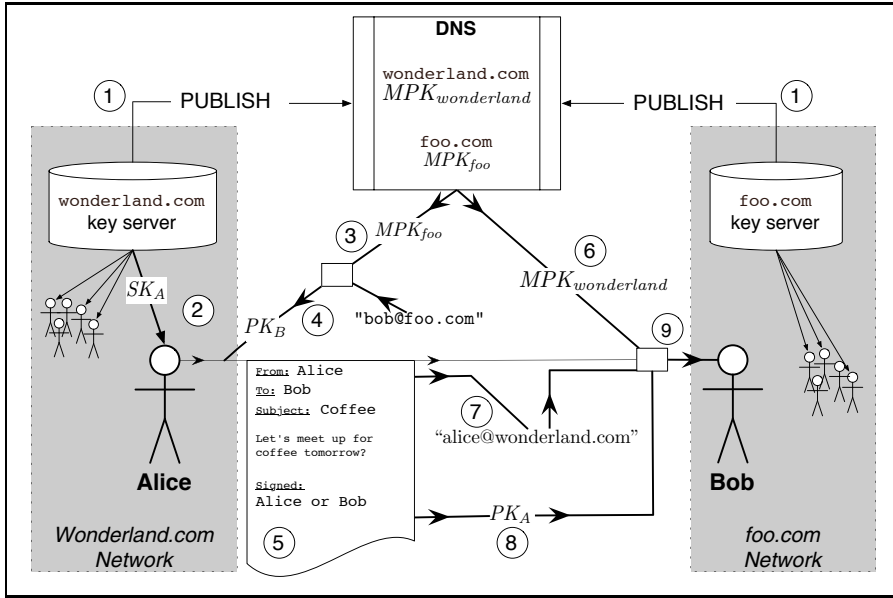 DNS
wonderland.com
MPK_wonderland
foo.com
MPK_foo
1
PUBLISH
PUBLISH
1
wonderland.com
key server
foo.com
key server
3
MPK_foo
6
MPK_wonderland
SK_A
2
PK_B
4
"bob@foo.com"
9
From: Alice
To: Bob
Subject: Coffee
Let's meet up for
coffee tomorrow?
Signed:
Alice or Bob
5
7
“alice@wonderland.com”
PK_A
8
Alice
Bob
Wonderland.com
Network
foo.com
Network